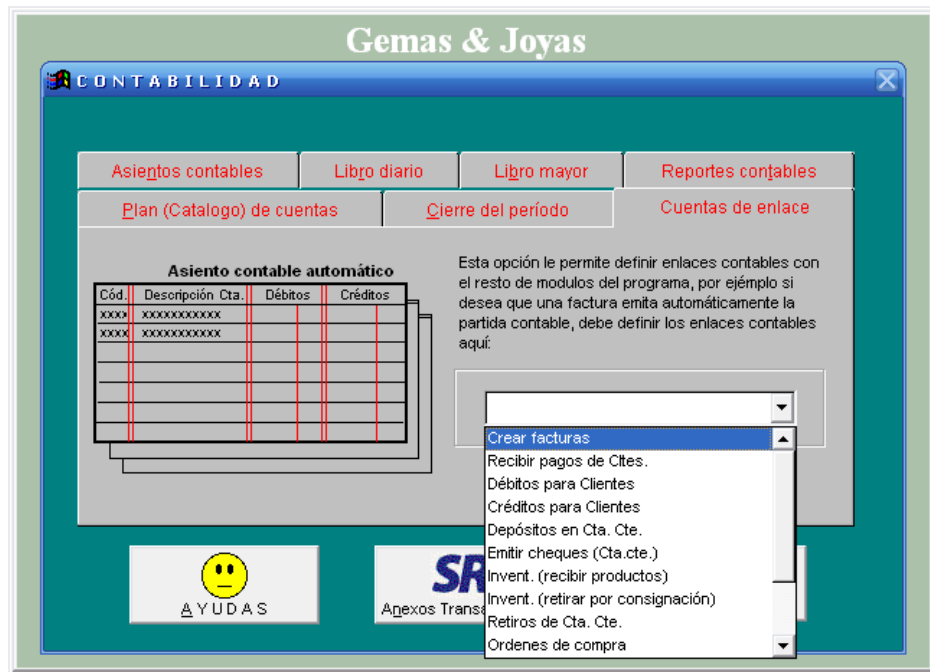 Gemas & Joyas
CONTABILIDAD
Asientos contables
Libro diario
Libro mayor
Reportes contables
Plan (Catalogo) de cuentas
Cierre del período
Cuentas de enlace
Asiento contable automático
Cód. Descripción Cta. Débitos Créditos
xxxx xxxxxxxxxxx
xxxx xxxxxxxxxxx
Esta opción le permite definir enlaces contables con
el resto de modulos del programa, por ejémplo si
desea que una factura emita automáticamente la
partida contable, debe definir los enlaces contables
aquí:
Crear facturas
Recibir pagos de Cltes.
Débitos para Clientes
Créditos para Clientes
Depósitos en Cta. Cte.
Emitir cheques (Cta.cte.)
Invent. (recibir productos)
Invent. (retirar por consignación)
Retiros de Cta. Cte.
Ordenes de compra
AYUDAS
SR
Anexos Trans